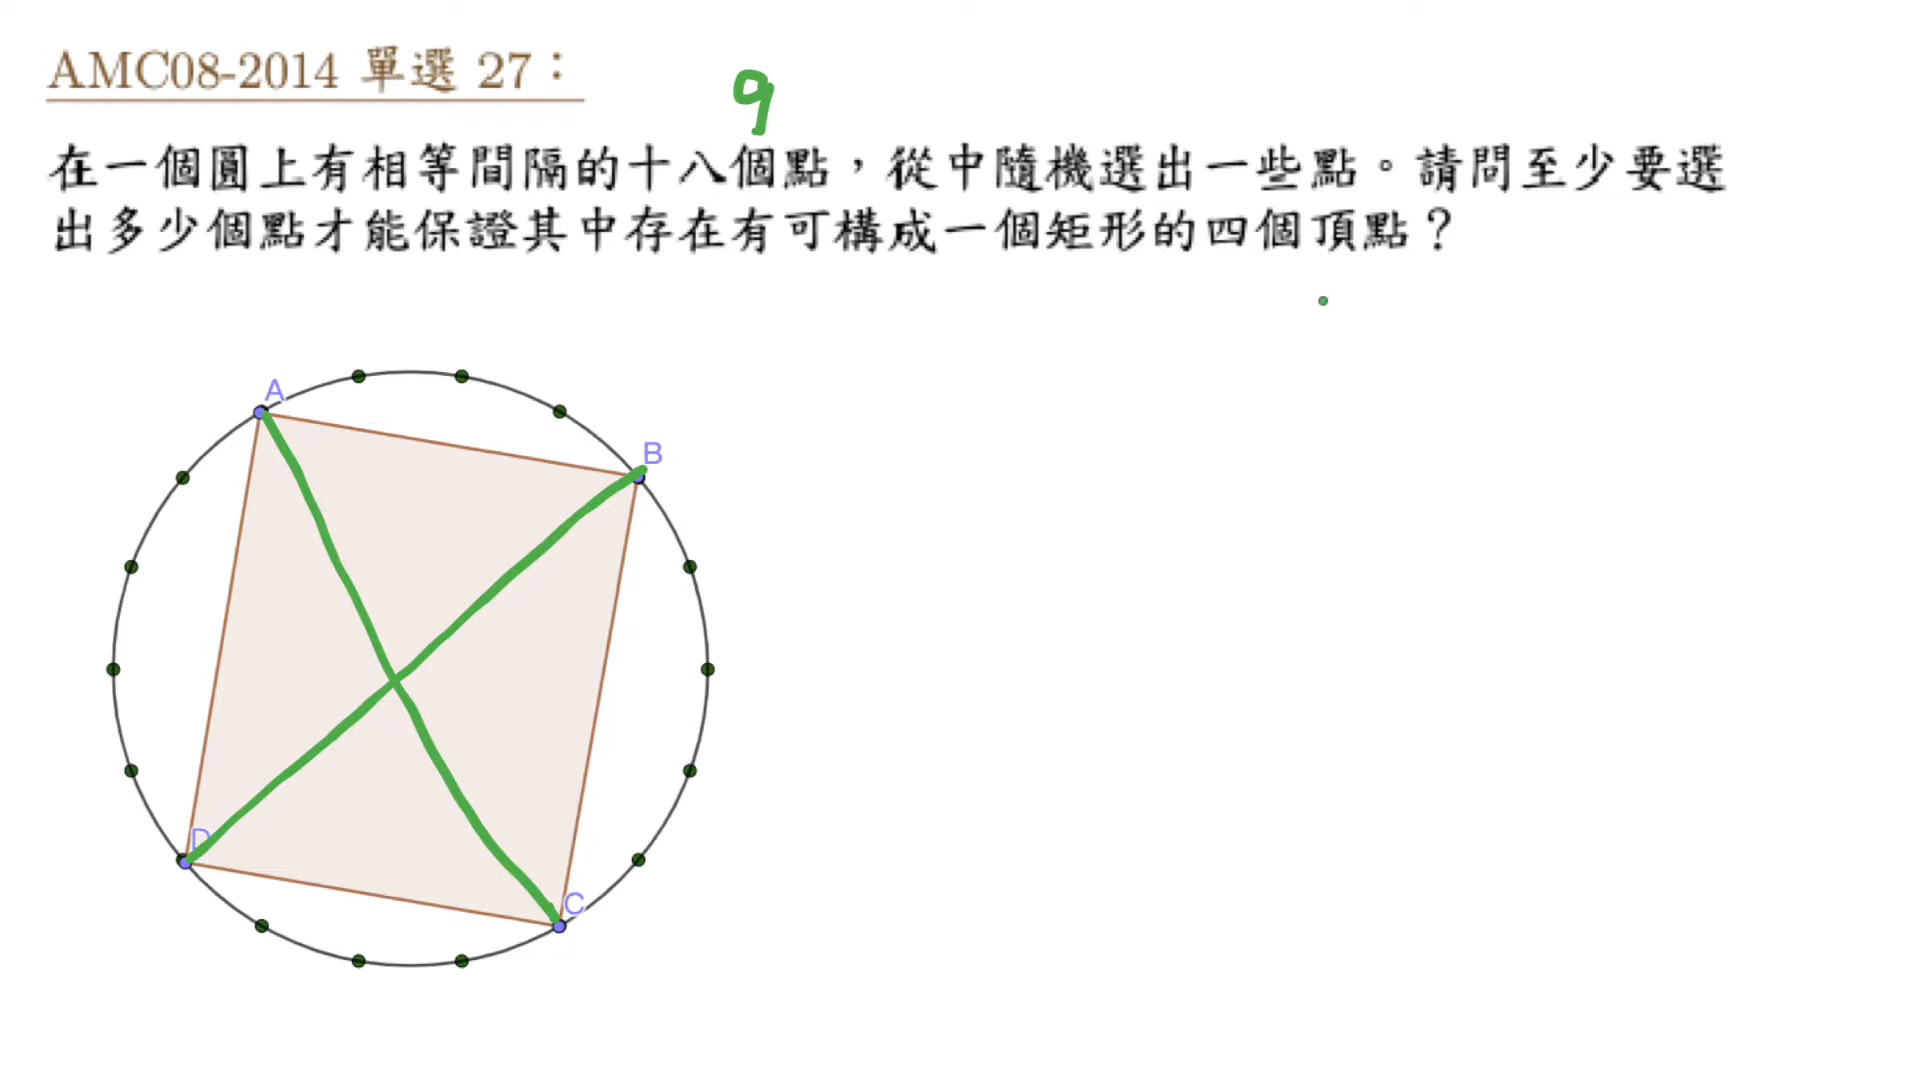 AMC08-2014 單選 27：
9
在一個圓上有相等間隔的十八個點，從中隨機選出一些點。請問至少要選
出多少個點才能保證其中存在有可構成一個矩形的四個頂點？
A
B
D
C